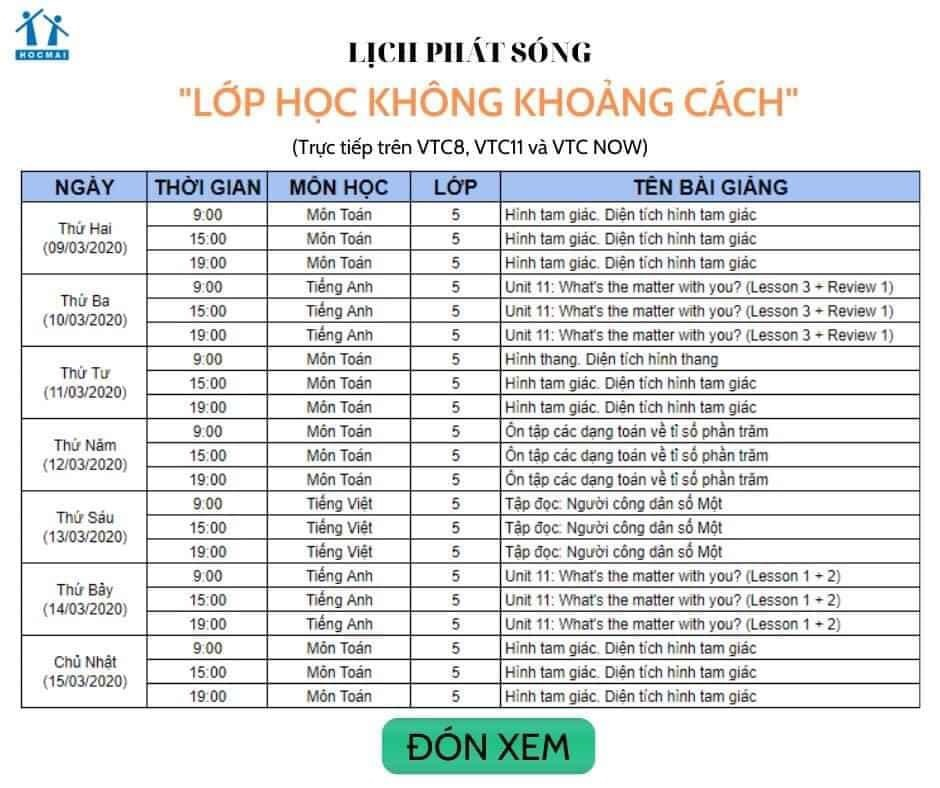 HOCMAI
LỊCH PHÁT SÓNG
"LỚP HỌC KHÔNG KHOẢNG CÁCH"
(Trực tiếp trên VTC8, VTC11 và VTC NOW)
NGÀY THỜI GIAN MÔN HỌC LỚP TÊN BÀI GIẢNG
Thứ Hai (09/03/2020) 9:00 Môn Toán 5 Hình tam giác. Diện tích hình tam giác
15:00 Môn Toán 5 Hình tam giác. Diện tích hình tam giác
19:00 Môn Toán 5 Hình tam giác. Diện tích hình tam giác
Thứ Ba (10/03/2020) 9:00 Tiếng Anh 5 Unit 11: What's the matter with you? (Lesson 3 + Review 1)
15:00 Tiếng Anh 5 Unit 11: What's the matter with you? (Lesson 3 + Review 1)
19:00 Tiếng Anh 5 Unit 11: What's the matter with you? (Lesson 3 + Review 1)
Thứ Tư (11/03/2020) 9:00 Môn Toán 5 Hình thang. Diện tích hình thang
15:00 Môn Toán 5 Hình tam giác. Diện tích hình tam giác
19:00 Môn Toán 5 Hình tam giác. Diện tích hình tam giác
Thứ Năm (12/03/2020) 9:00 Môn Toán 5 Ôn tập các dạng toán về tỉ số phần trăm
15:00 Môn Toán 5 Ôn tập các dạng toán về tỉ số phần trăm
19:00 Môn Toán 5 Ôn tập các dạng toán về tỉ số phần trăm
Thứ Sáu (13/03/2020) 9:00 Tiếng Việt 5 Tập đọc: Người công dân số Một
15:00 Tiếng Việt 5 Tập đọc: Người công dân số Một
19:00 Tiếng Việt 5 Tập đọc: Người công dân số Một
Thứ Bảy (14/03/2020) 9:00 Tiếng Anh 5 Unit 11: What's the matter with you? (Lesson 1 + 2)
15:00 Tiếng Anh 5 Unit 11: What's the matter with you? (Lesson 1 + 2)
19:00 Tiếng Anh 5 Unit 11: What's the matter with you? (Lesson 1 + 2)
Chủ Nhật (15/03/2020) 9:00 Môn Toán 5 Hình tam giác. Diện tích hình tam giác
15:00 Môn Toán 5 Hình tam giác. Diện tích hình tam giác
19:00 Môn Toán 5 Hình tam giác. Diện tích hình tam giác
ĐÓN XEM